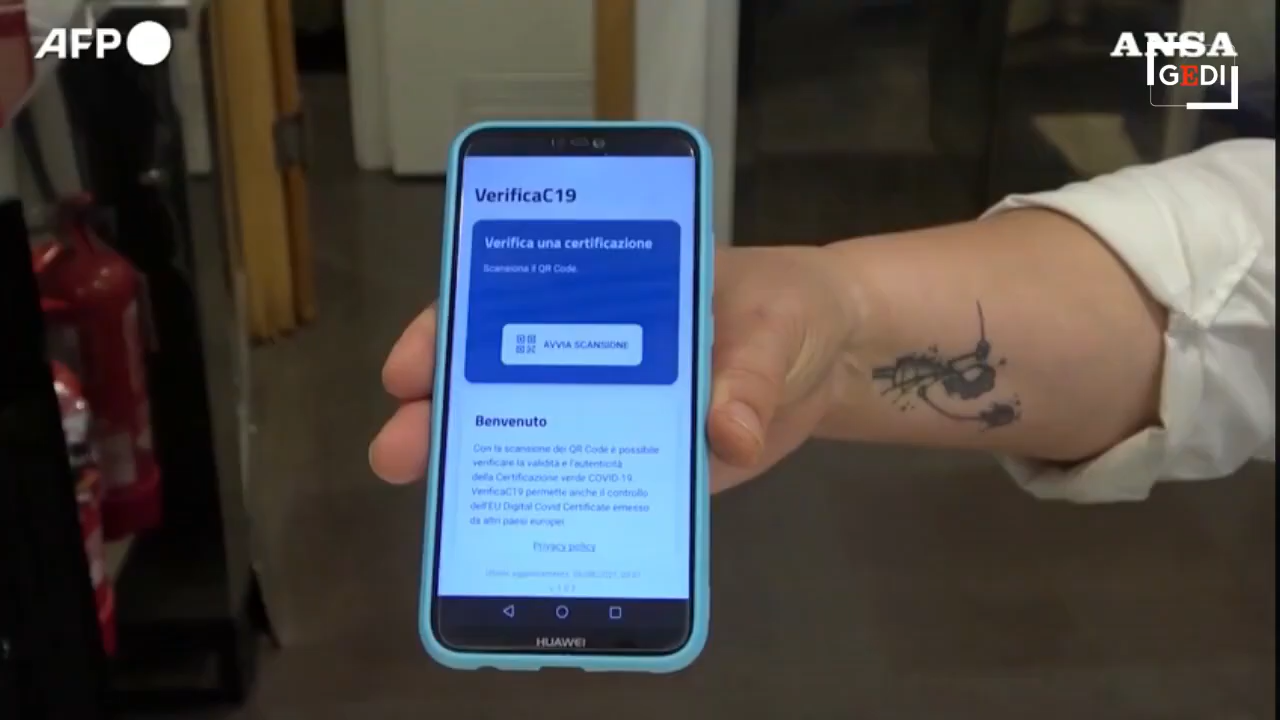 AFP
ANSA
GEDI
VerificaC19
Verifica una certificazione
Scansiona il QR Code.
AVVIA SCANSIONE
Benvenuto
Con la scansione dei QR Code è possibile
verificare la validità e l'autenticità
della Certificazione verde COVID-19.
VerificaC19 permette anche il controllo
dell'EU Digital Covid Certificate emesso
da altri paesi europei
Privacy policy
HUAWEI